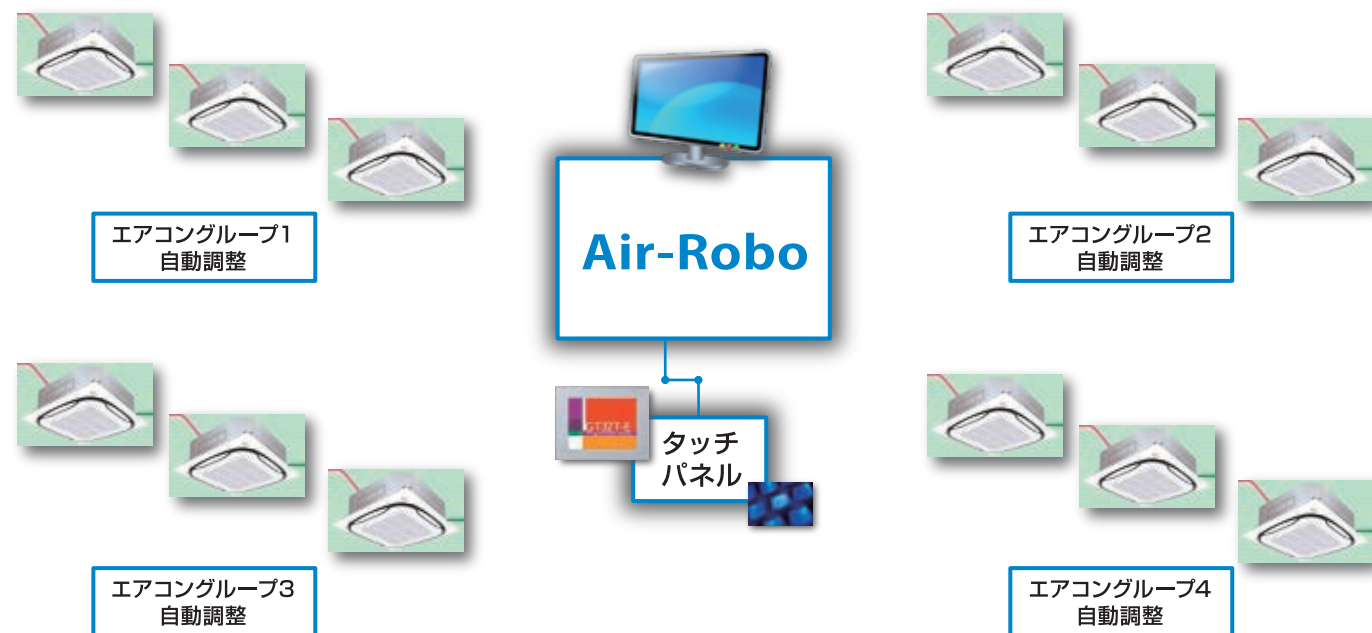 エアコングループ1
自動調整
Air-Robo
エアコングループ2
自動調整
GT32T-E
タッチ
パネル
エアコングループ3
自動調整
エアコングループ4
自動調整